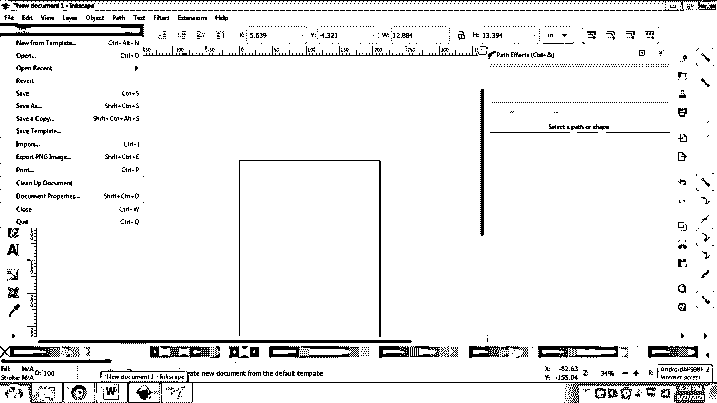 *New document 1 - Inkscape
File Edit View Layer Object Path Text Filters Extensions Help
X: 5.639 Y: -4.321 W: 12.884 H: 13.394 in
New from Template... Ctrl+Alt+N
Open... Ctrl+O
Open Recent
Revert
Save Ctrl+S
Save As... Shift+Ctrl+S
Save a Copy... Shift+Ctrl+Alt+S
Save Template...
Import... Ctrl+I
Export PNG Image... Shift+Ctrl+E
Print... Ctrl+P
Clean Up Document
Document Properties... Shift+Ctrl+D
Close Ctrl+W
Quit Ctrl+Q
Path Effects (Ctrl+&)
Select a path or shape
Fill: N/A
Stroke: N/A
O: 100
*New document 1 - Inkscape
ate new document from the default template
X: -82.63
Y: -155.04
Z: 34%
R:
Internet access